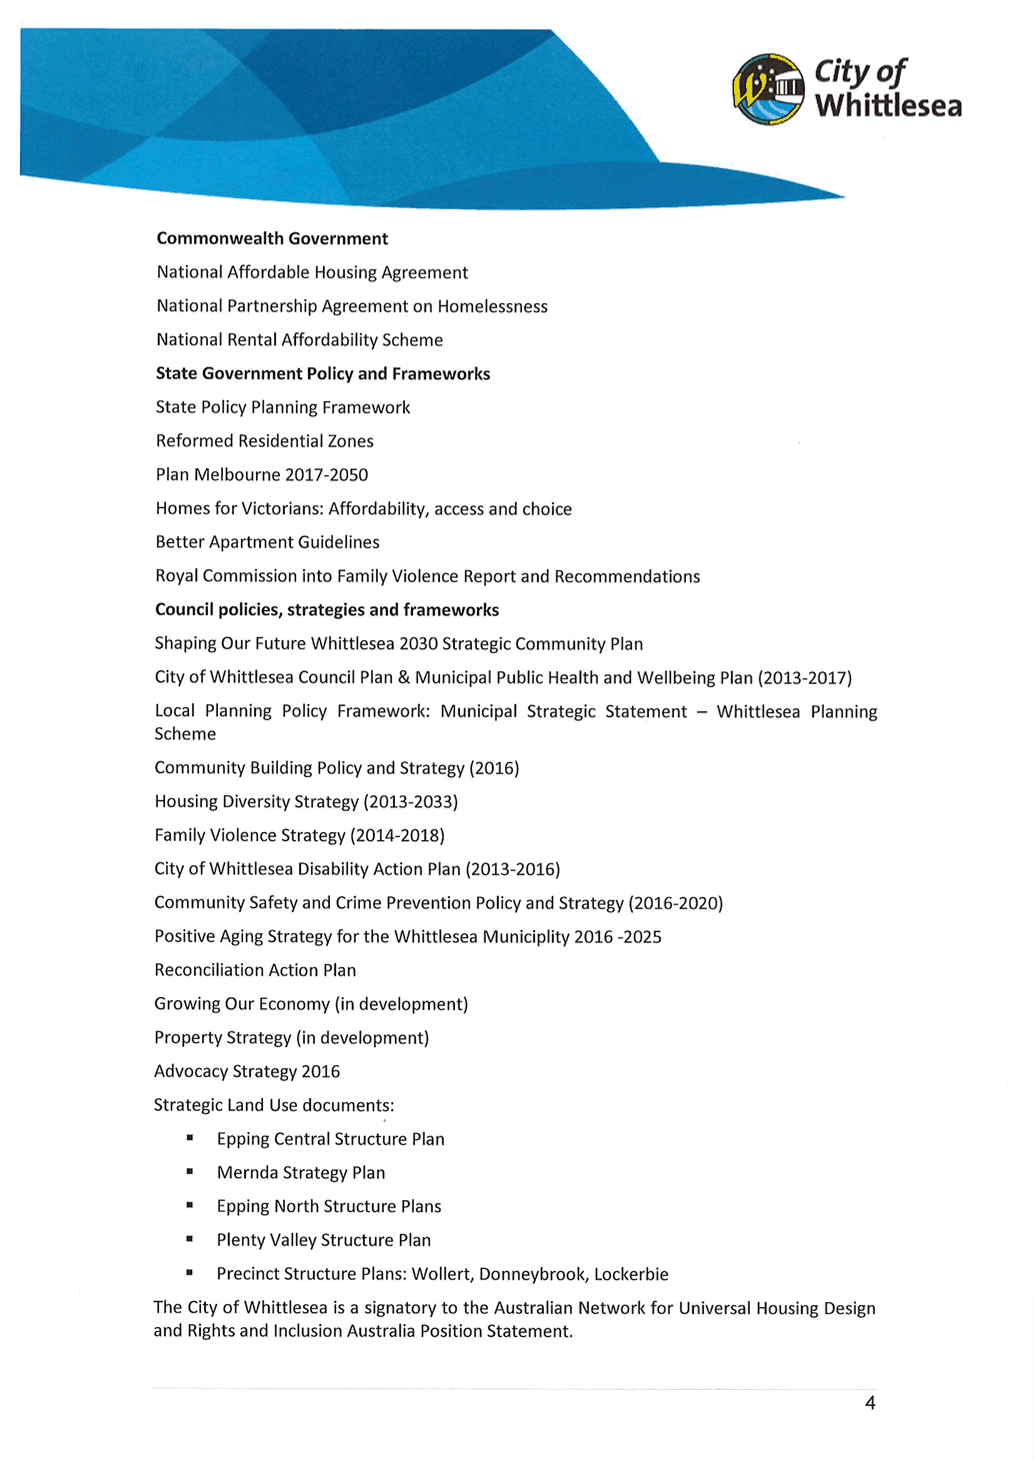 City of
Whittlesea
Commonwealth Government
National Affordable Housing Agreement
National Partnership Agreement on Homelessness
National Rental Affordability Scheme
State Government Policy and Frameworks
State Policy Planning Framework
Reformed Residential Zones
Plan Melbourne 2017-2050
Homes for Victorians: Affordability, access and choice
Better Apartment Guidelines
Royal Commission into Family Violence Report and Recommendations
Council policies, strategies and frameworks
Shaping Our Future Whittlesea 2030 Strategic Community Plan
City of Whittlesea Council Plan & Municipal Public Health and Wellbeing Plan (2013-2017)
Local Planning Policy Framework: Municipal Strategic Statement – Whittlesea Planning
Scheme
Community Building Policy and Strategy (2016)
Housing Diversity Strategy (2013-2033)
Family Violence Strategy (2014-2018)
City of Whittlesea Disability Action Plan (2013-2016)
Community Safety and Crime Prevention Policy and Strategy (2016-2020)
Positive Aging Strategy for the Whittlesea Municiplity 2016 -2025
Reconciliation Action Plan
Growing Our Economy (in development)
Property Strategy (in development)
Advocacy Strategy 2016
Strategic Land Use documents:
▪ Epping Central Structure Plan
▪ Mernda Strategy Plan
▪ Epping North Structure Plans
▪ Plenty Valley Structure Plan
▪ Precinct Structure Plans: Wollert, Donneybrook, Lockerbie
The City of Whittlesea is a signatory to the Australian Network for Universal Housing Design
and Rights and Inclusion Australia Position Statement.
4